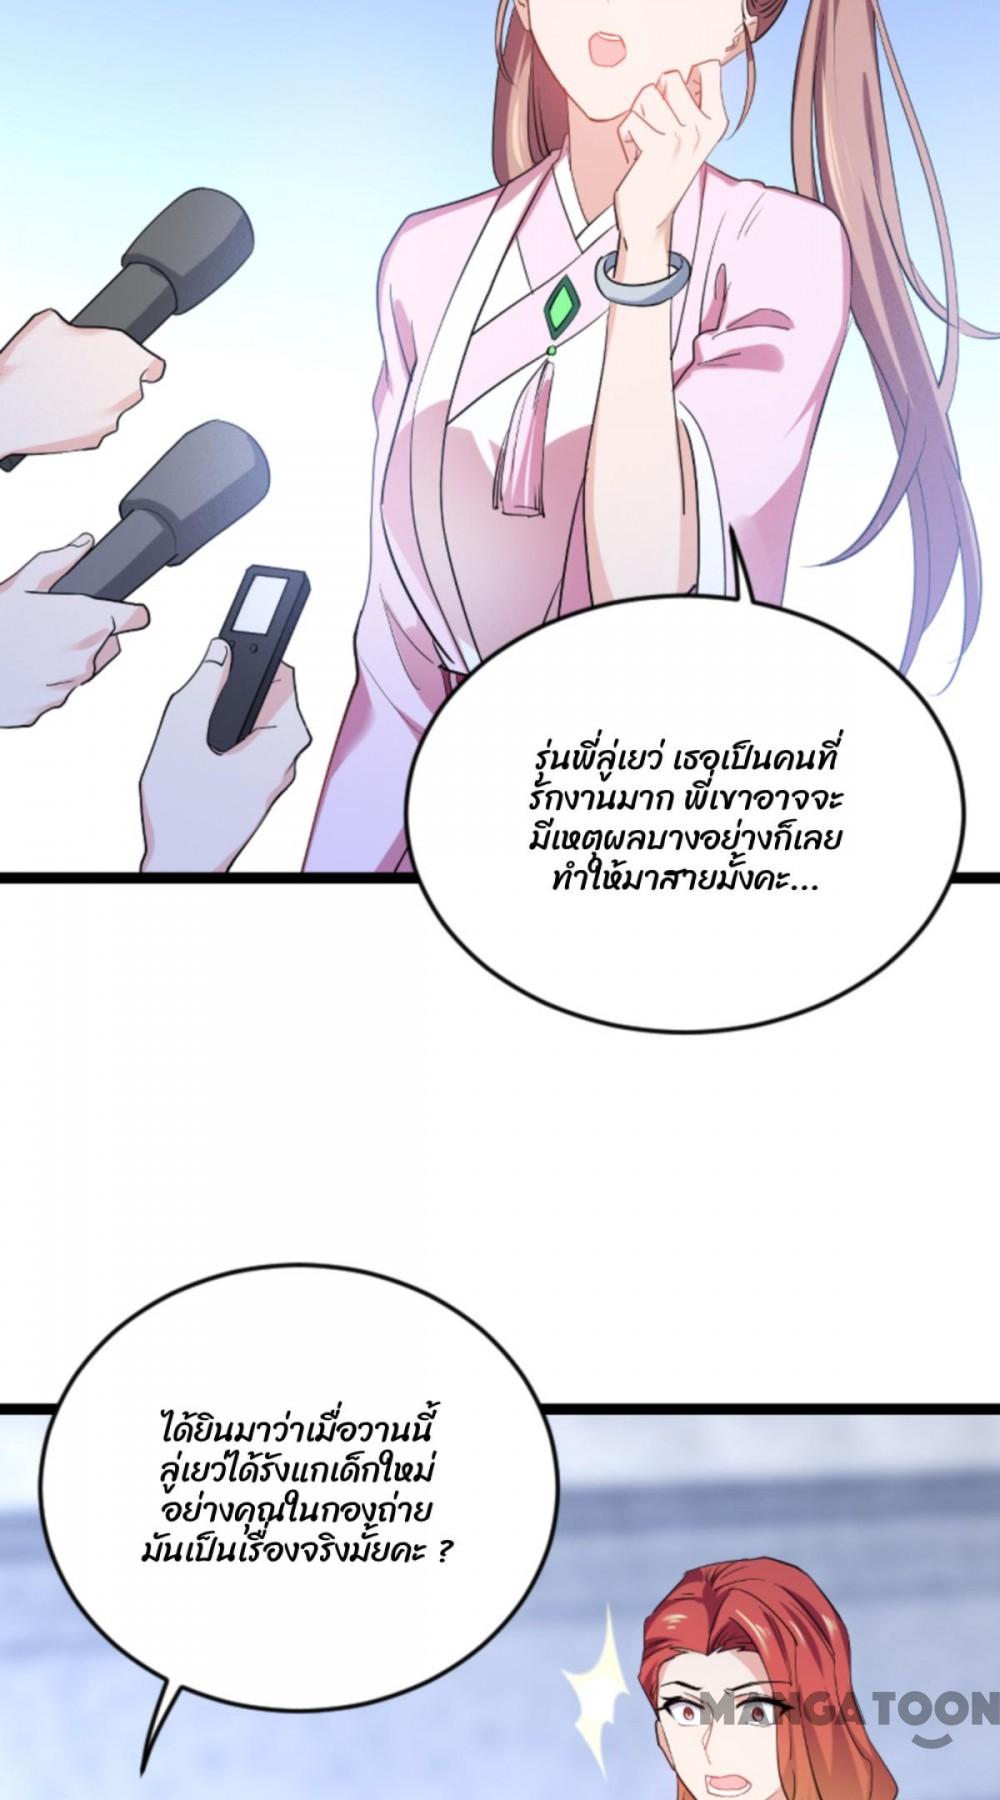 รุ่นพี่ลู่เยว่ เธอเป็นคนที่
รักงานมาก พี่เขาอาจจะ
มีเหตุผลบางอย่างก็เลย
ทำให้มาสายมั้งคะ...
ได้ยินมาว่าเมื่อวานนี้
ลู่เยว่ได้รังแกเด็กใหม่
อย่างคุณในกองถ่าย
มันเป็นเรื่องจริงมั้ยคะ ?
MANGATOON